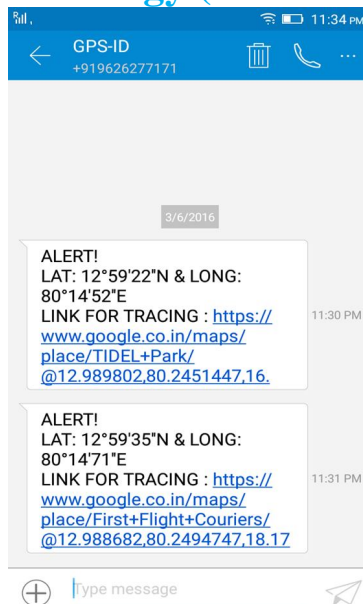 11:34 PM
GPS-ID
+919626277171
3/6/2016
ALERT!
LAT: 12°59'22"N & LONG:
80°14'52"E
LINK FOR TRACING : https://
www.google.co.in/maps/
place/TIDEL+Park/
@12.989802,80.2451447,16.
11:30 PM
ALERT!
LAT: 12°59'35"N & LONG:
80°14'71"E
LINK FOR TRACING : https://
www.google.co.in/maps/
place/First+Flight+Couriers/
@12.988682,80.2494747,18.17
11:31 PM
Type message